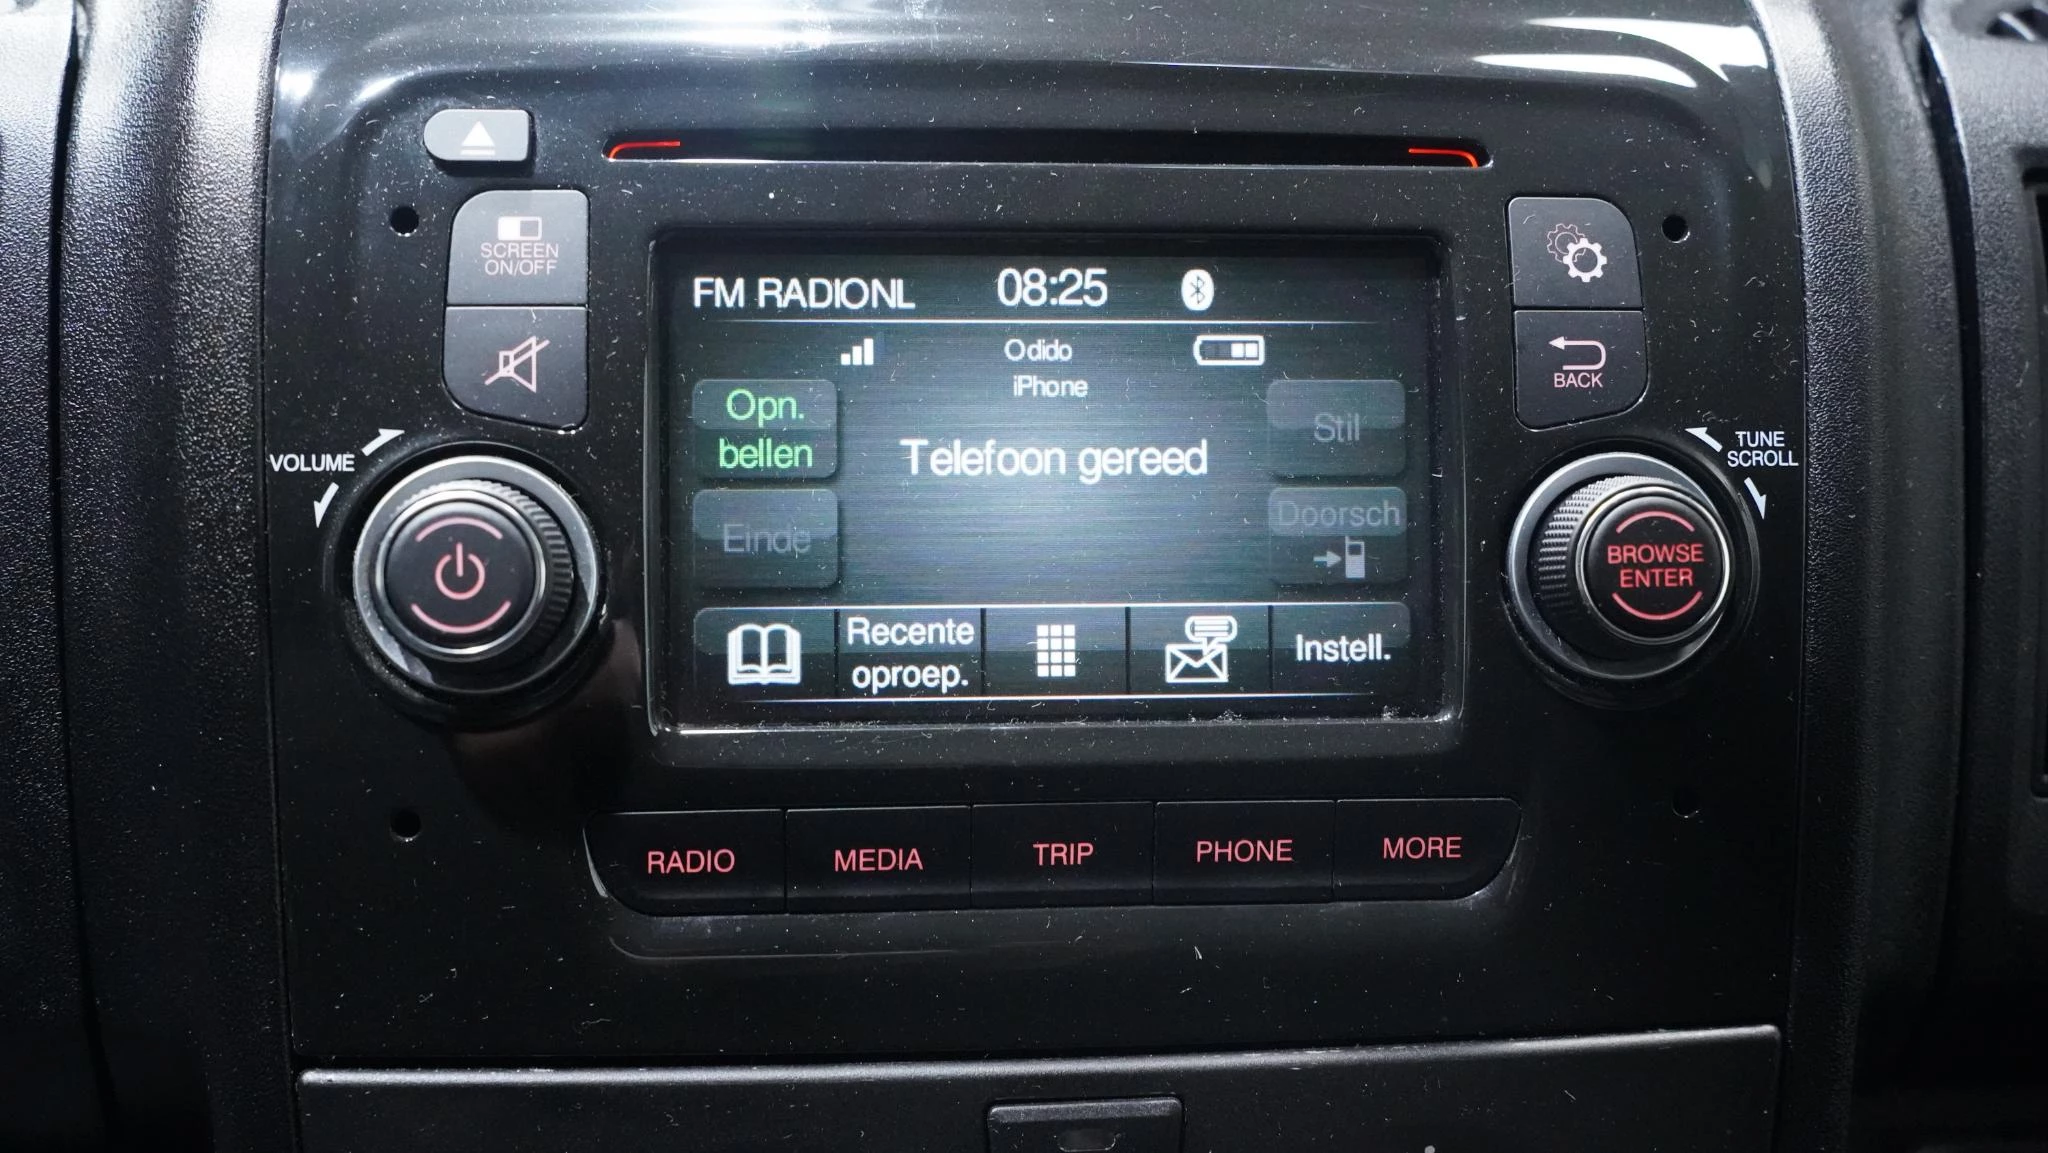 SCREEN
ON/OFF
VOLUME
FM RADIONL 08:25
Odido
iPhone
Opn.
bellen
Telefoon gereed
Stil
Einde
Doorsch
Recente
oproep.
Instell.
BACK
TUNE
SCROLL
BROWSE
ENTER
RADIO MEDIA TRIP PHONE MORE